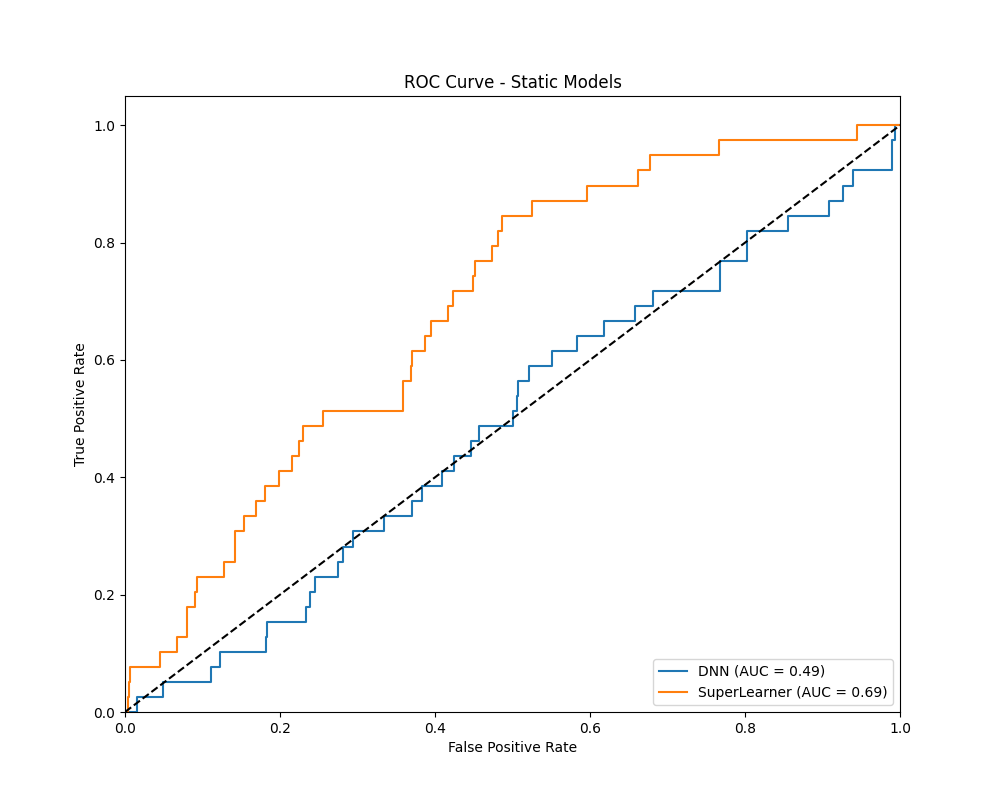 ROC Curve - Static Models
True Positive Rate
1.0
0.8
0.6
0.4
0.2
0.0
DNN (AUC = 0.49)
SuperLearner (AUC = 0.69)
0.0 0.2 0.4 0.6 0.8 1.0
False Positive Rate